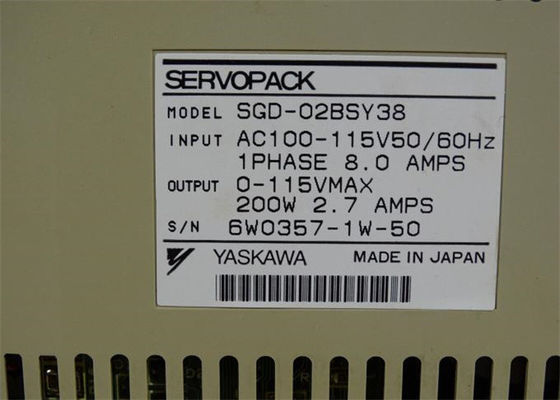 SERVOPACK
MODEL SGD-02BSY38
INPUT AC100-115V50/60Hz
1PHASE 8.0 AMPS
OUTPUT 0-115VMAX
200W 2.7 AMPS
S/N 6W0357-1W-50
YASKAWA MADE IN JAPAN